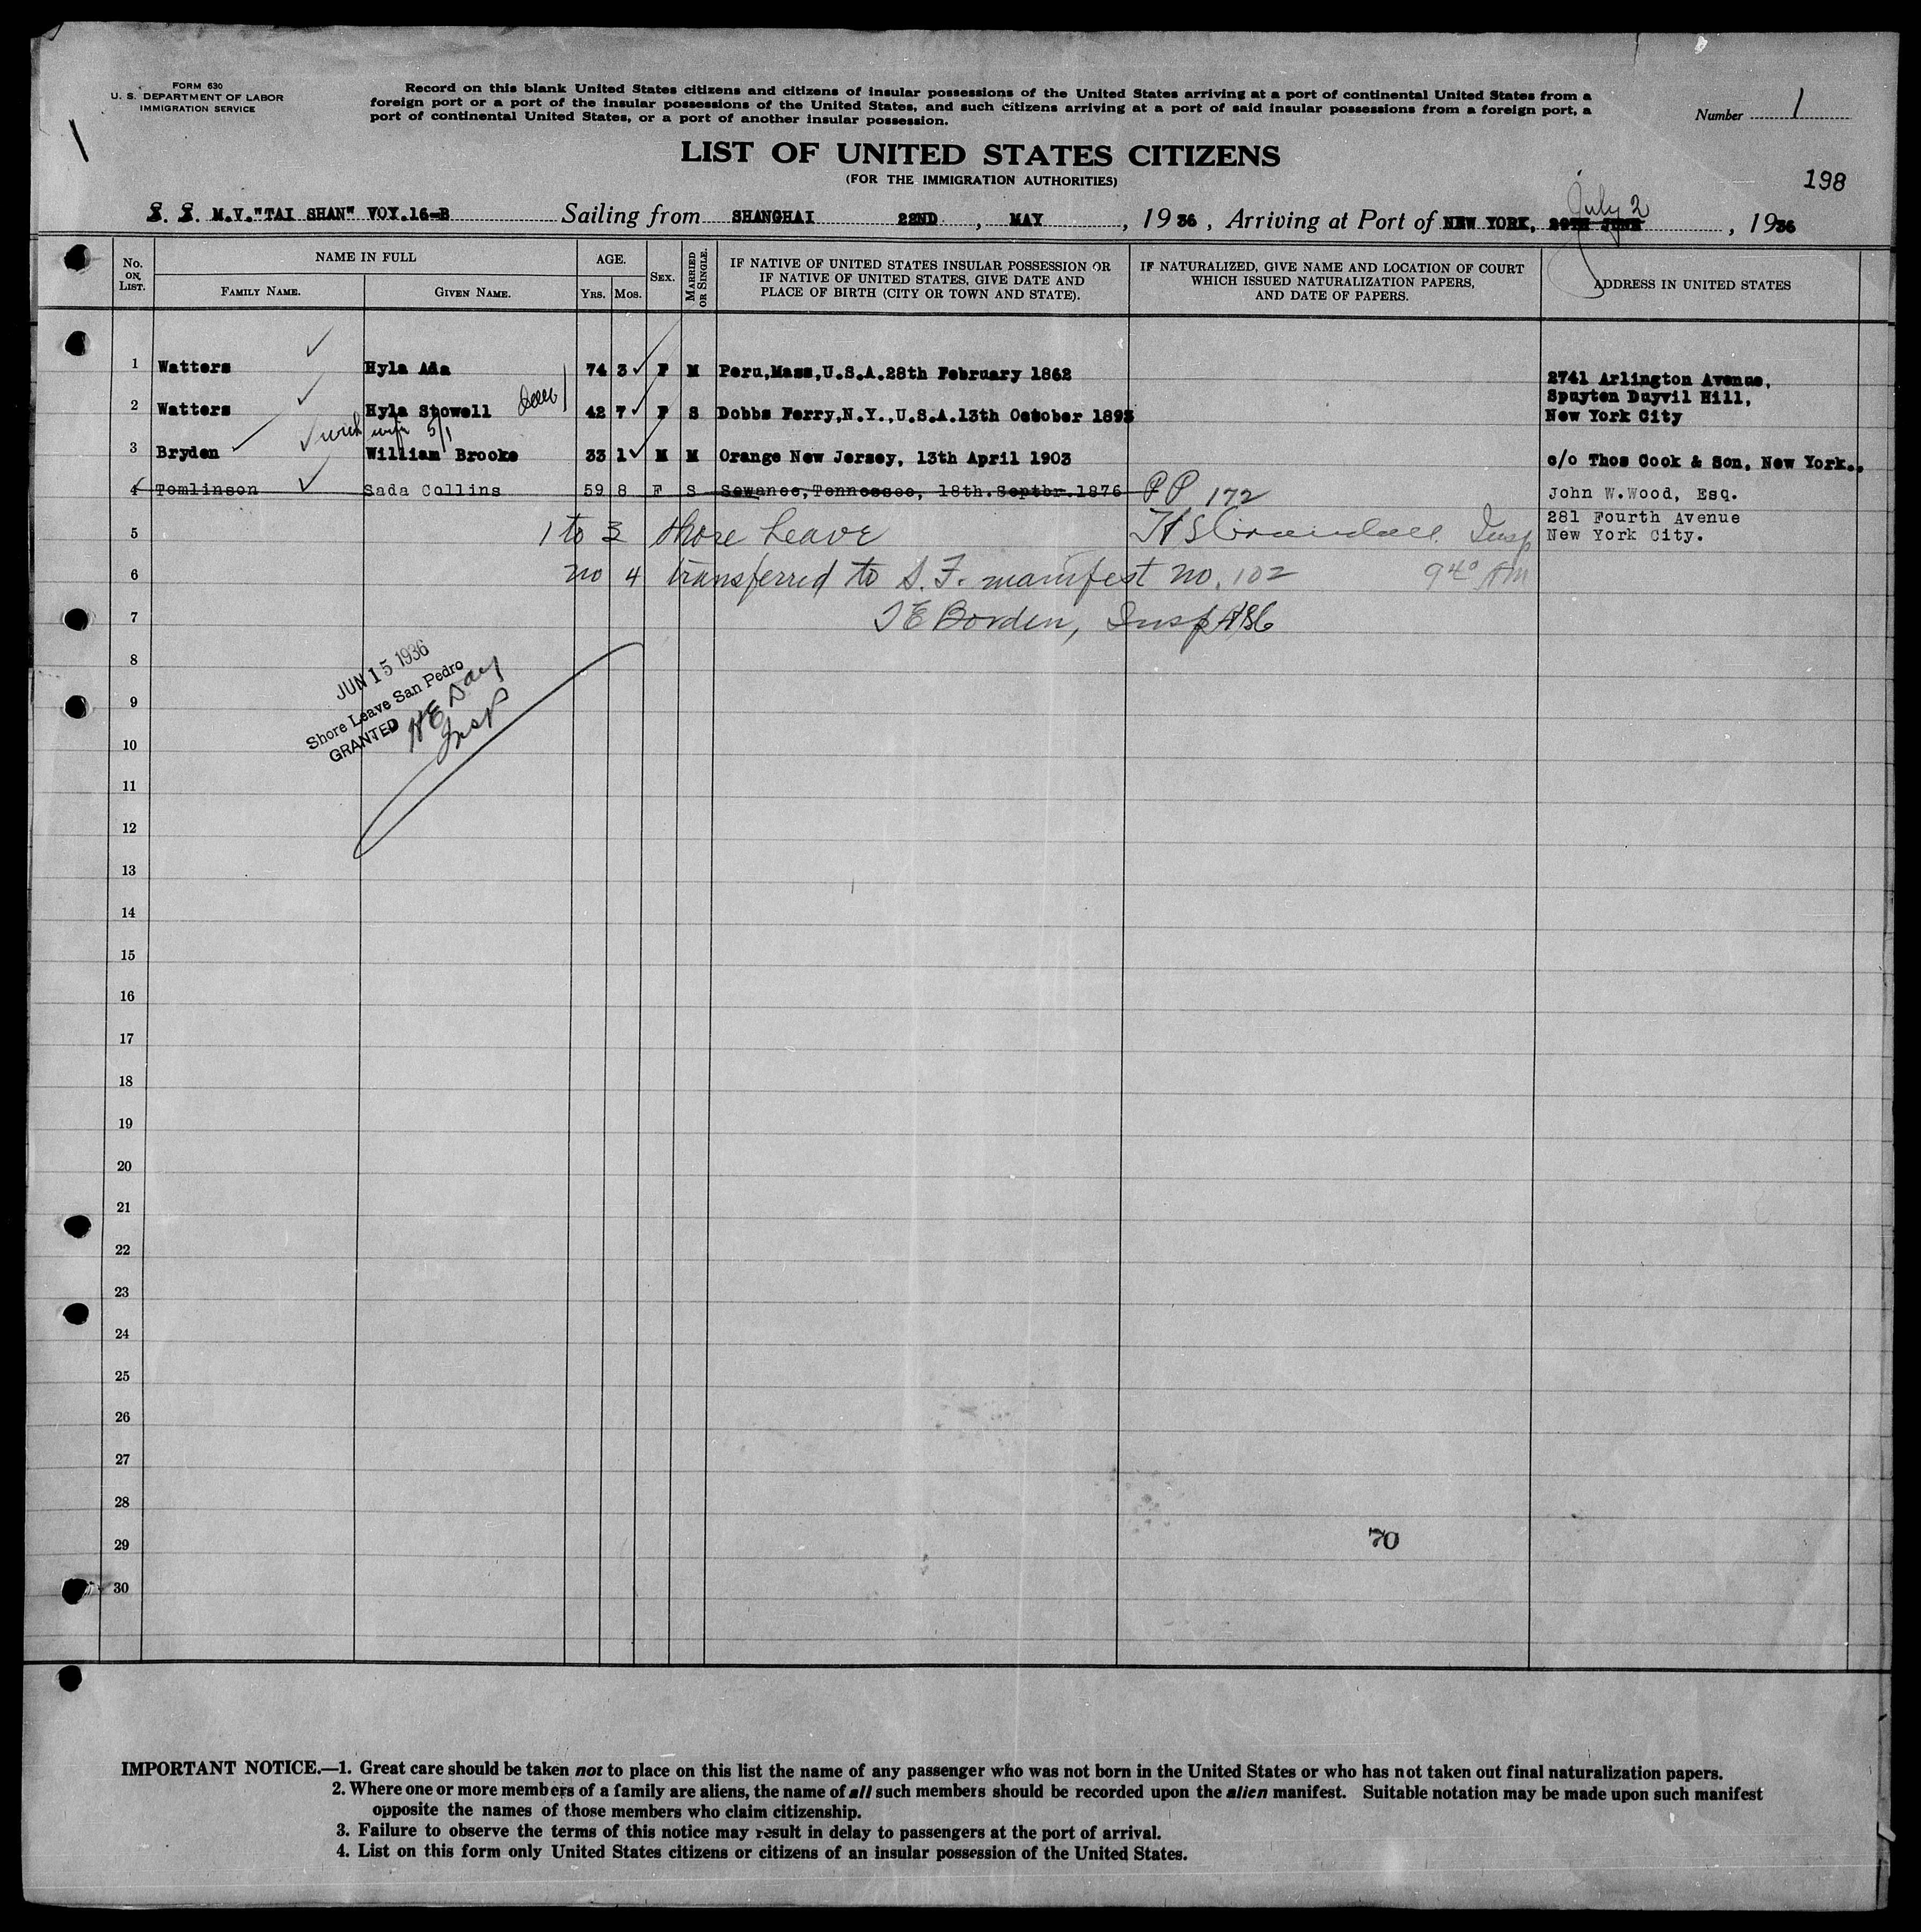 FORM 630
U. S. DEPARTMENT OF LABOR
IMMIGRATION SERVICE
Record on this blank United States citizens and citizens of insular possessions of the United States arriving at a port of continental United States from a
foreign port or a port of the insular possessions of the United States, and such citizens arriving at a port of said insular possessions from a foreign port, a
port of continental United States, or a port of another insular possession.
Number 1
LIST OF UNITED STATES CITIZENS
(FOR THE IMMIGRATION AUTHORITIES)
198
S. S. M.V."TAI SHAN" VOY.16-B Sailing from SHANGHAI 22ND, MAY, 1936, Arriving at Port of NEW YORK, 29TH JUNE July 2, 1936
No. ON LIST.
NAME IN FULL
FAMILY NAME.
GIVEN NAME.
AGE.
YRS.
MOS.
SEX.
MARRIED OR SINGLE.
IF NATIVE OF UNITED STATES INSULAR POSSESSION OR
IF NATIVE OF UNITED STATES, GIVE DATE AND
PLACE OF BIRTH (CITY OR TOWN AND STATE).
IF NATURALIZED, GIVE NAME AND LOCATION OF COURT
WHICH ISSUED NATURALIZATION PAPERS,
AND DATE OF PAPERS.
ADDRESS IN UNITED STATES
1 Watters Hyla Ada 74 3 F M Peru,Mass,U.S.A.28th February 1862
2741 Arlington Avenue,
Spuyten Duyvil Hill,
2 Watters Hyla Stowell 42 7 F S Dobbs Ferry,N.Y.,U.S.A.13th October 1893
New York City
with wife 5/1
3 Bryden William Brooke 33 1 M M Orange New Jersey, 13th April 1903
c/o Thos Cook & Son, New York.
4 Tomlinson Sada Collins 59 8 F S Sewanee,Tennessee, 18th.Septbr.1876 PP 172
John W.Wood, Esq.
281 Fourth Avenue
New York City.
5 1 to 3 Shore Leave Insp
6 no 4 transferred to S.F. manifest no. 102 9 40 AM
7 T E Borden, Insp
8
JUN 15 1936
Shore Leave San Pedro
GRANTED
H E Day
Insp
9
10
11
12
13
14
15
16
17
18
19
20
21
22
23
24
25
26
27
28
29
70
30
IMPORTANT NOTICE.—1. Great care should be taken not to place on this list the name of any passenger who was not born in the United States or who has not taken out final naturalization papers.
2. Where one or more members of a family are aliens, the name of all such members should be recorded upon the alien manifest. Suitable notation may be made upon such manifest
opposite the names of those members who claim citizenship.
3. Failure to observe the terms of this notice may result in delay to passengers at the port of arrival.
4. List on this form only United States citizens or citizens of an insular possession of the United States.